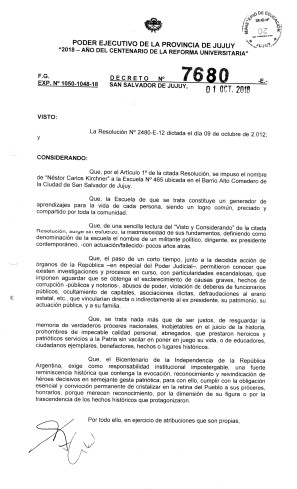 MINISTERIO DE EDUCACION
JUJUY
PODER EJECUTIVO DE LA PROVINCIA DE JUJUY
"2018 – AÑO DEL CENTENARIO DE LA REFORMA UNIVERSITARIA"
F.G.
DECRETO Nº 7680 -E.-
EXP. Nº 1050-1048-18 SAN SALVADOR DE JUJUY, 01 OCT. 2018
VISTO:
La Resolución Nº 2480-E-12 dictada el día 09 de octubre de 2.012;
y
CONSIDERANDO:
Que, por el Artículo 1º de la citada Resolución, se impuso el nombre
de "Néstor Carlos Kirchner" a la Escuela Nº 465 ubicada en el Barrio Alto Comedero de
la Ciudad de San Salvador de Jujuy.
Que, la Escuela de que se trata constituye un generador de
aprendizajes para la vida de cada persona, siendo un logro común, preciado y
compartido por toda la comunidad.
Que, de la sencilla lectura del "Visto y Considerando" de la citada
Resolución, surge sin esfuerzo, la inadmisibilidad de sus fundamentos, definiendo como
denominación de la escuela el nombre de un militante político, dirigente, ex presidente
contemporáneo, -con actuación/fallecido- pocos años atrás.
Que, el paso de un corto tiempo, junto a la decidida acción de
órganos de la República –en especial del Poder Judicial–, permitieron conocer que
existen investigaciones y procesos en curso, con particularidades escandalosas, que
imponen aguardar que se obtenga el esclarecimiento de causas graves, hechos de
corrupción -públicos y notorios-, abusos de poder, violación de deberes de funcionarios
públicos, ocultamiento de capitales, asociaciones ilícitas, defraudaciones al erario
estatal, etc., que vincularían directa o indirectamente al ex presidente, su patrimonio, su
actuación pública, y a su familia.
Que, se trata nada más que de ser justos, de resguardar la
memoria de verdaderos próceres nacionales, inobjetables en el juicio de la historia,
prohombres de impecable calidad personal, abnegados, que prestaron heroicos y
patrióticos servicios a la Patria sin vacilar en poner en juego su vida, o de educadores,
ciudadanos ejemplares, benefactores, hechos o lugares históricos.
Que, el Bicentenario de la Independencia de la República
Argentina, exige como responsabilidad institucional impostergable, una fuerte
reminiscencia histórica que contenga la evocación, reconocimiento y reivindicación de
héroes decisivos en semejante gesta patriótica, para con ello, cumplir con la obligación
esencial y convicción permanente de cristalizar en la retina del Pueblo a sus próceres,
honrarlos, porque merecen reconocimiento, por la dimensión de su figura o por la
trascendencia de los hechos históricos que protagonizaron.
Por todo ello, en ejercicio de atribuciones que son propias,